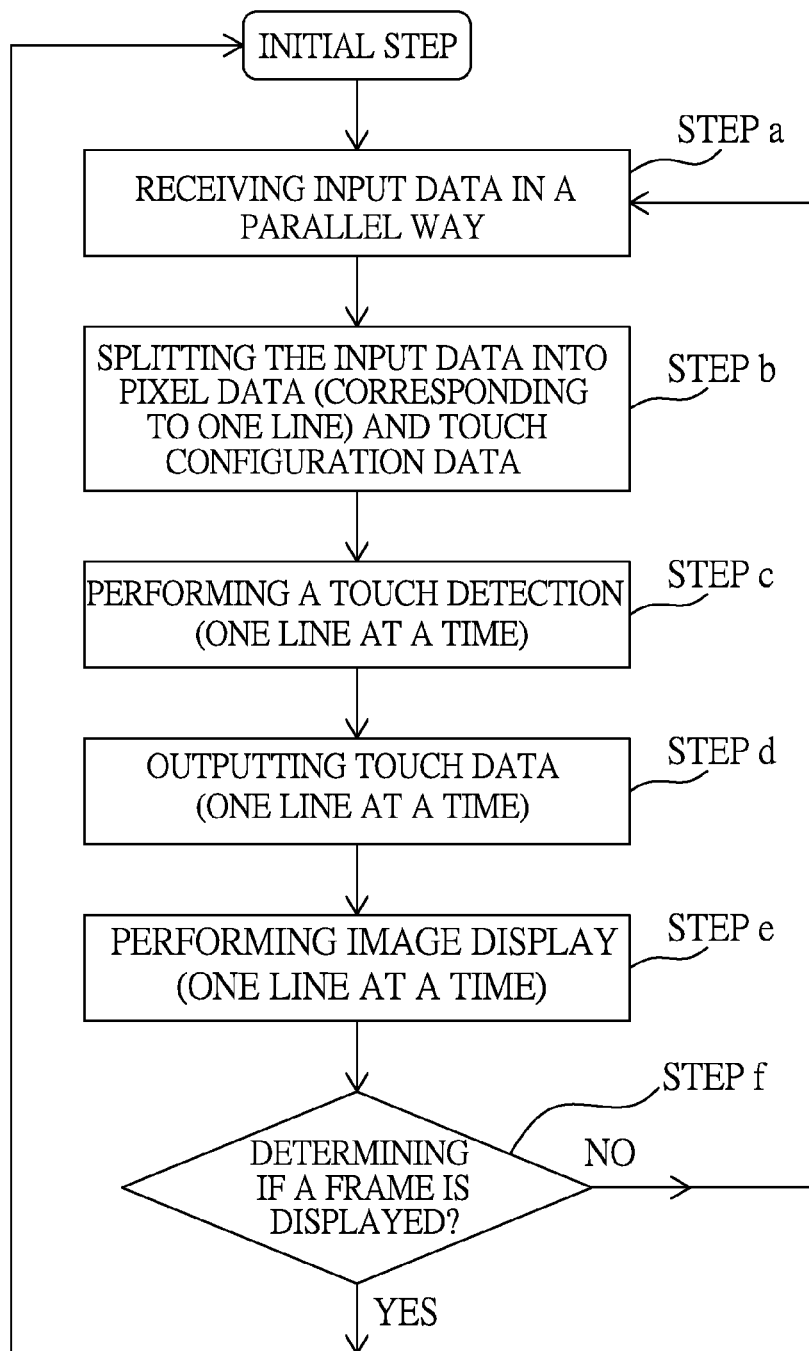 INITIAL STEP
STEP a
RECEIVING INPUT DATA IN A
PARALLEL WAY
SPLITTING THE INPUT DATA INTO
PIXEL DATA (CORRESPONDING
TO ONE LINE) AND TOUCH
CONFIGURATION DATA
STEP b
PERFORMING A TOUCH DETECTION
(ONE LINE AT A TIME)
STEP c
OUTPUTTING TOUCH DATA
(ONE LINE AT A TIME)
STEP d
PERFORMING IMAGE DISPLAY
(ONE LINE AT A TIME)
STEP e
STEP f
DETERMINING
IF A FRAME IS
DISPLAYED?
NO
YES